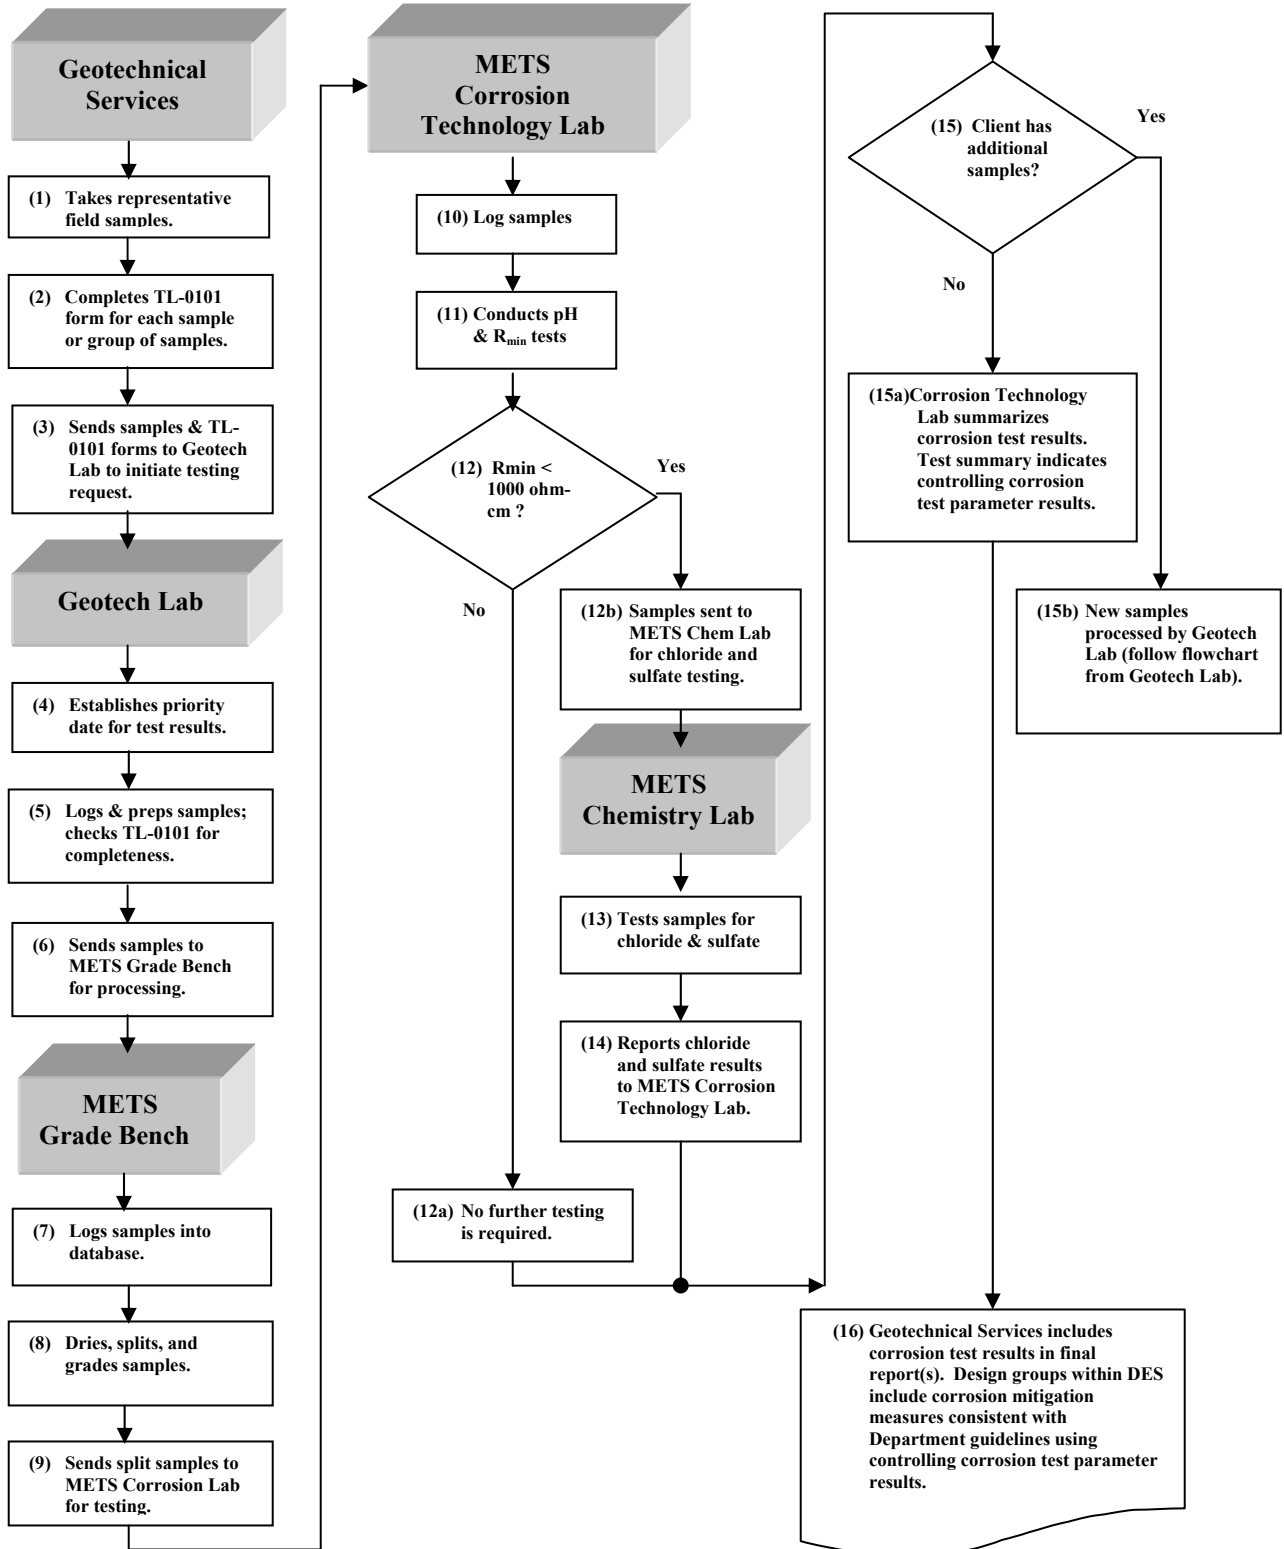 Geotechnical
Services
(1) Takes representative
field samples.
(2) Completes TL-0101
form for each sample
or group of samples.
(3) Sends samples & TL-
0101 forms to Geotech
Lab to initiate testing
request.
Geotech Lab
(4) Establishes priority
date for test results.
(5) Logs & preps samples;
checks TL-0101 for
completeness.
(6) Sends samples to
METS Grade Bench
for processing.
METS
Grade Bench
(7) Logs samples into
database.
(8) Dries, splits, and
grades samples.
(9) Sends split samples to
METS Corrosion Lab
for testing.
METS
Corrosion
Technology Lab
(10) Log samples
(11) Conducts pH
& Rmin tests
(12) Rmin <
1000 ohm-
cm ?
Yes
No
(12b) Samples sent to
METS Chem Lab
for chloride and
sulfate testing.
METS
Chemistry Lab
(13) Tests samples for
chloride & sulfate
(14) Reports chloride
and sulfate results
to METS Corrosion
Technology Lab.
(12a) No further testing
is required.
(15) Client has
additional
samples?
Yes
No
(15a)Corrosion Technology
Lab summarizes
corrosion test results.
Test summary indicates
controlling corrosion
test parameter results.
(15b) New samples
processed by Geotech
Lab (follow flowchart
from Geotech Lab).
(16) Geotechnical Services includes
corrosion test results in final
report(s). Design groups within DES
include corrosion mitigation
measures consistent with
Department guidelines using
controlling corrosion test parameter
results.